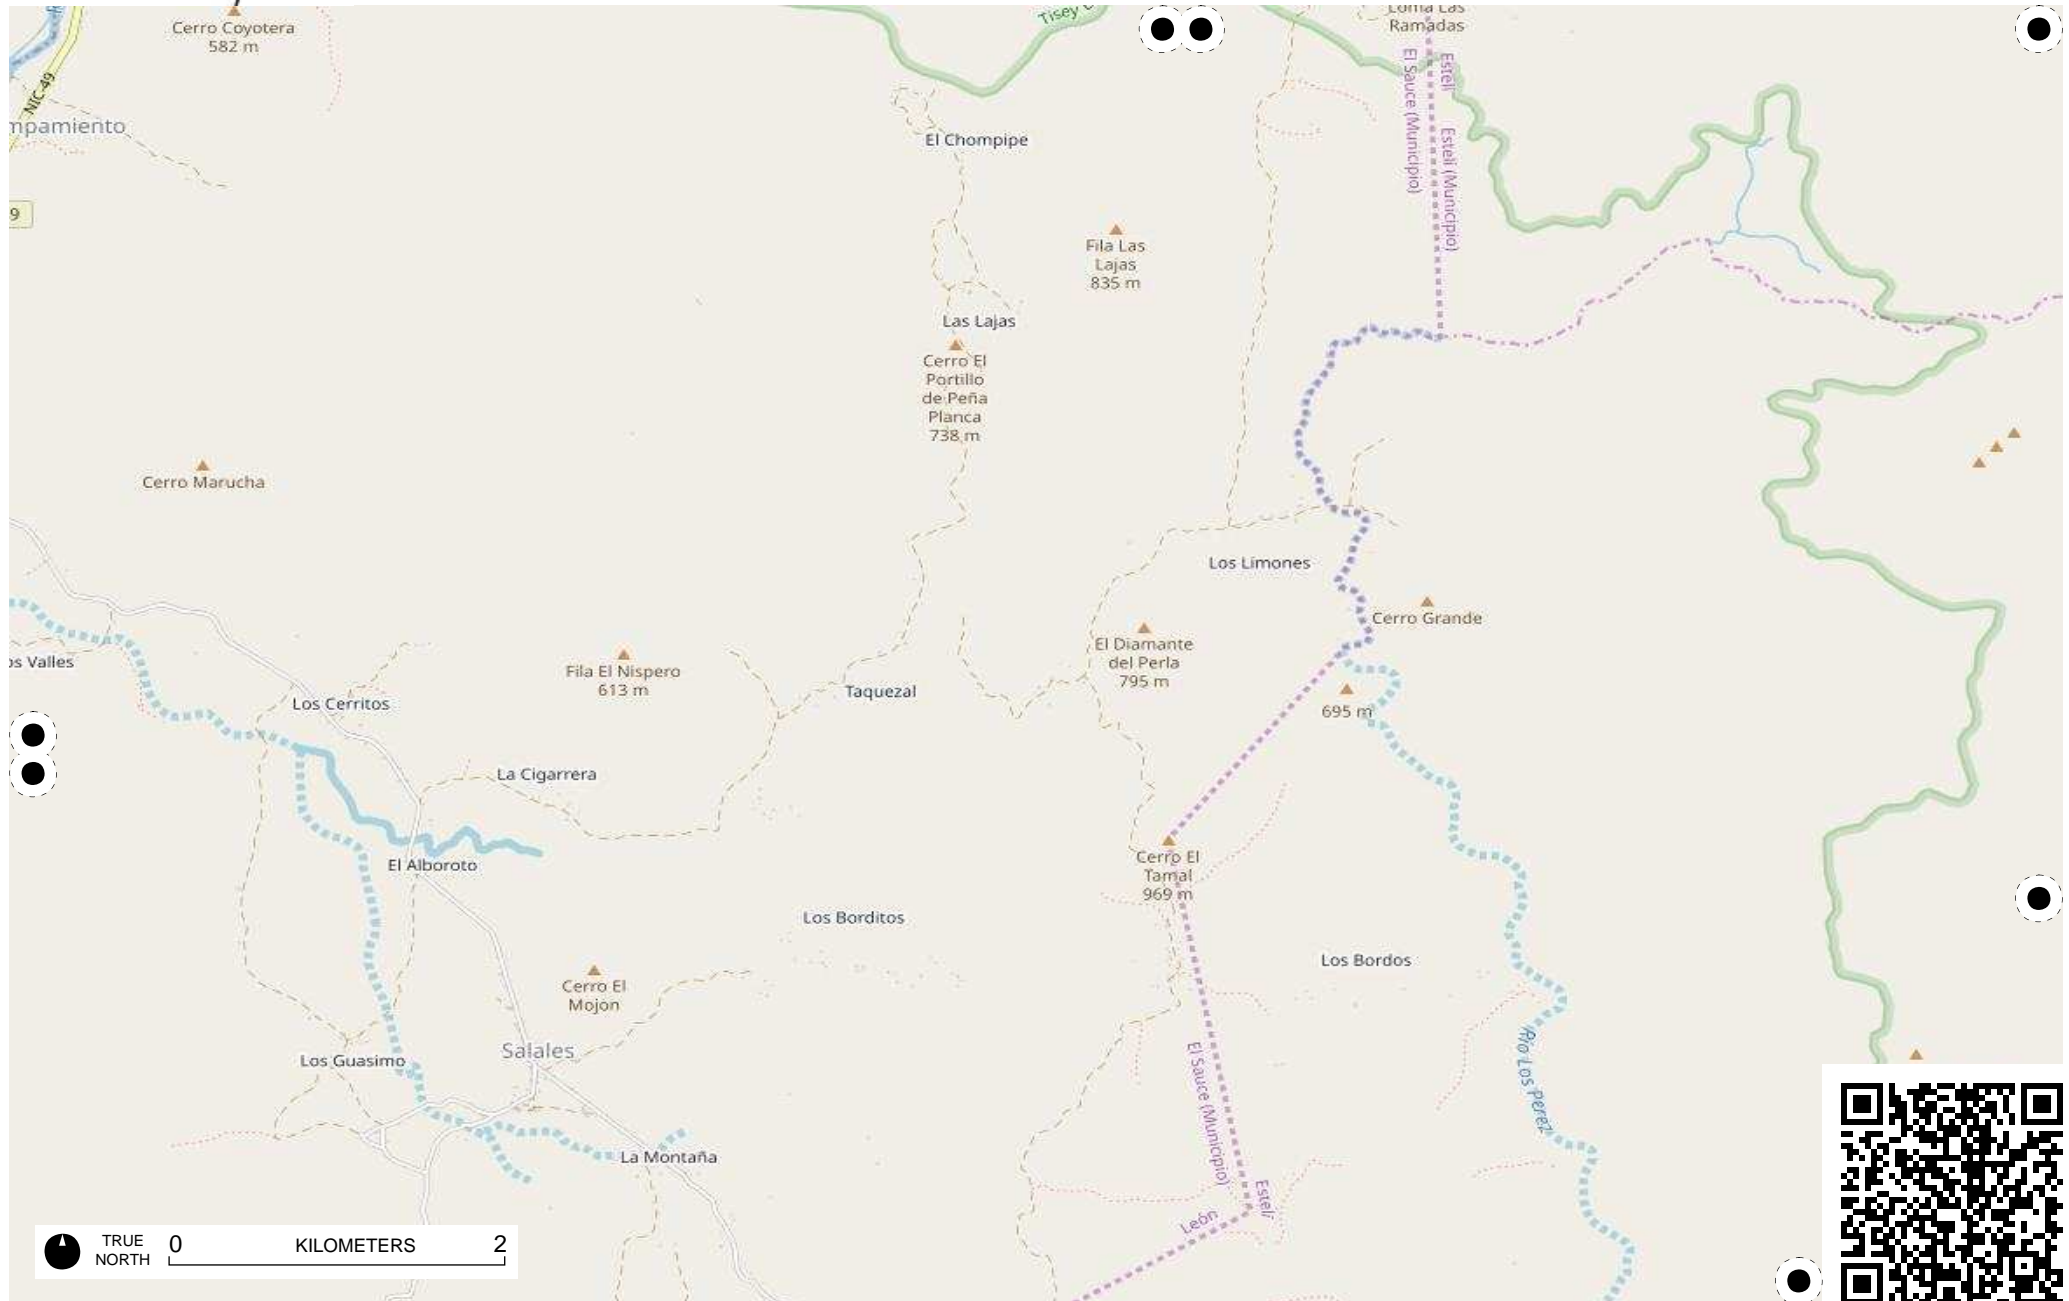 Cerro Coyotera
582 m
NIC-49
mpamiento
9
Loma Las
Ramadas
El Sauce (Municipio)
Estelí
Estelí (Municipio)
El Chompipe
Fila Las
Lajas
835 m
Las Lajas
Cerro El
Portillo
de Peña
Planca
738 m
Cerro Marucha
Los Limones
Cerro Grande
El Diamante
del Perla
795 m
os Valles
Fila El Nispero
613 m
Taquezal
Los Cerritos
695 m
La Cigarrera
El Alboroto
Cerro El
Tamal
969 m
Los Borditos
Los Bordos
Cerro El
Mojon
Salales
Los Guasimo
Río Los Perez
El Sauce (Municipio)
La Montaña
Estelí
León
TRUE
NORTH
0 KILOMETERS 2